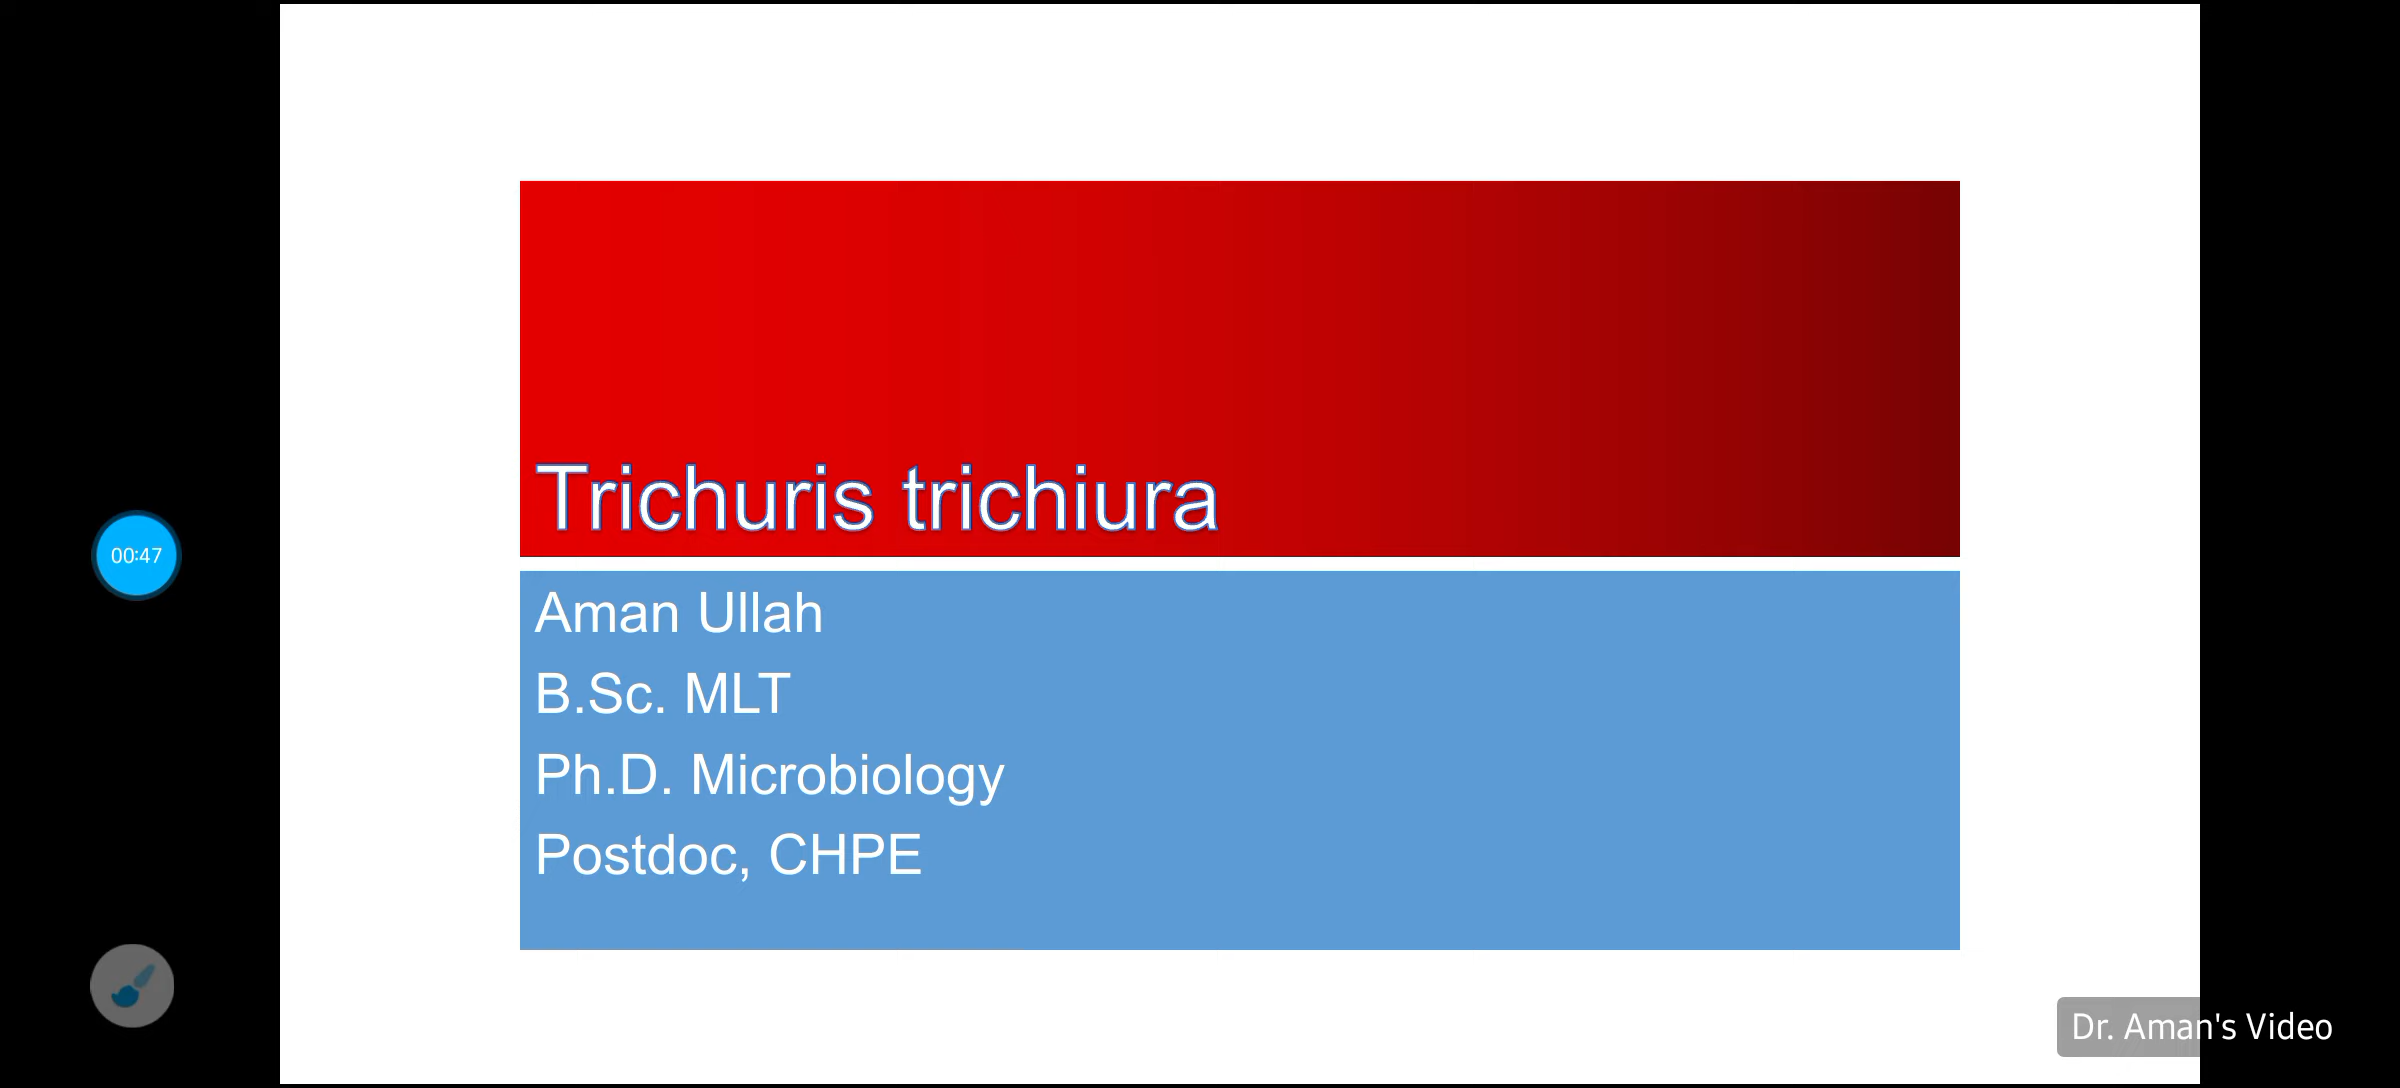 Trichuris trichiura
Aman Ullah
B.Sc. MLT
Ph.D. Microbiology
Postdoc, CHPE
00:47
Dr. Aman's Video